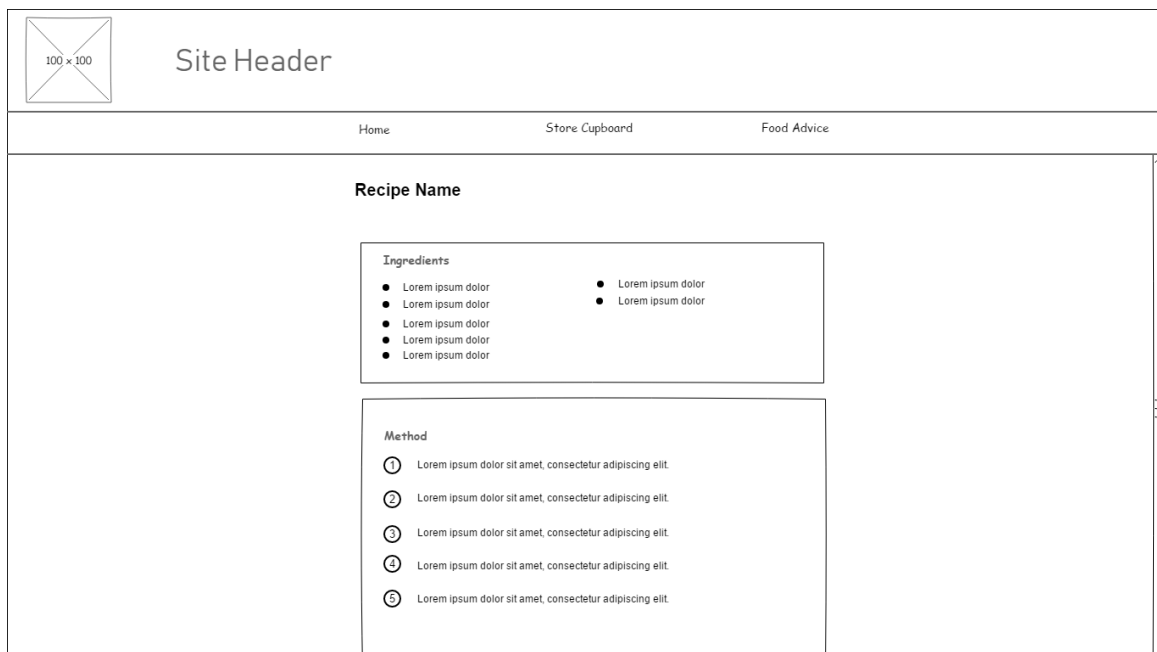 100 x 100
Site Header
Home
Store Cupboard
Food Advice
Recipe Name
Ingredients
Lorem ipsum dolor
Lorem ipsum dolor
Lorem ipsum dolor
Lorem ipsum dolor
Lorem ipsum dolor
Lorem ipsum dolor
Lorem ipsum dolor
Method
1 Lorem ipsum dolor sit amet, consectetur adipiscing elit.
2 Lorem ipsum dolor sit amet, consectetur adipiscing elit.
3 Lorem ipsum dolor sit amet, consectetur adipiscing elit.
4 Lorem ipsum dolor sit amet, consectetur adipiscing elit.
5 Lorem ipsum dolor sit amet, consectetur adipiscing elit.